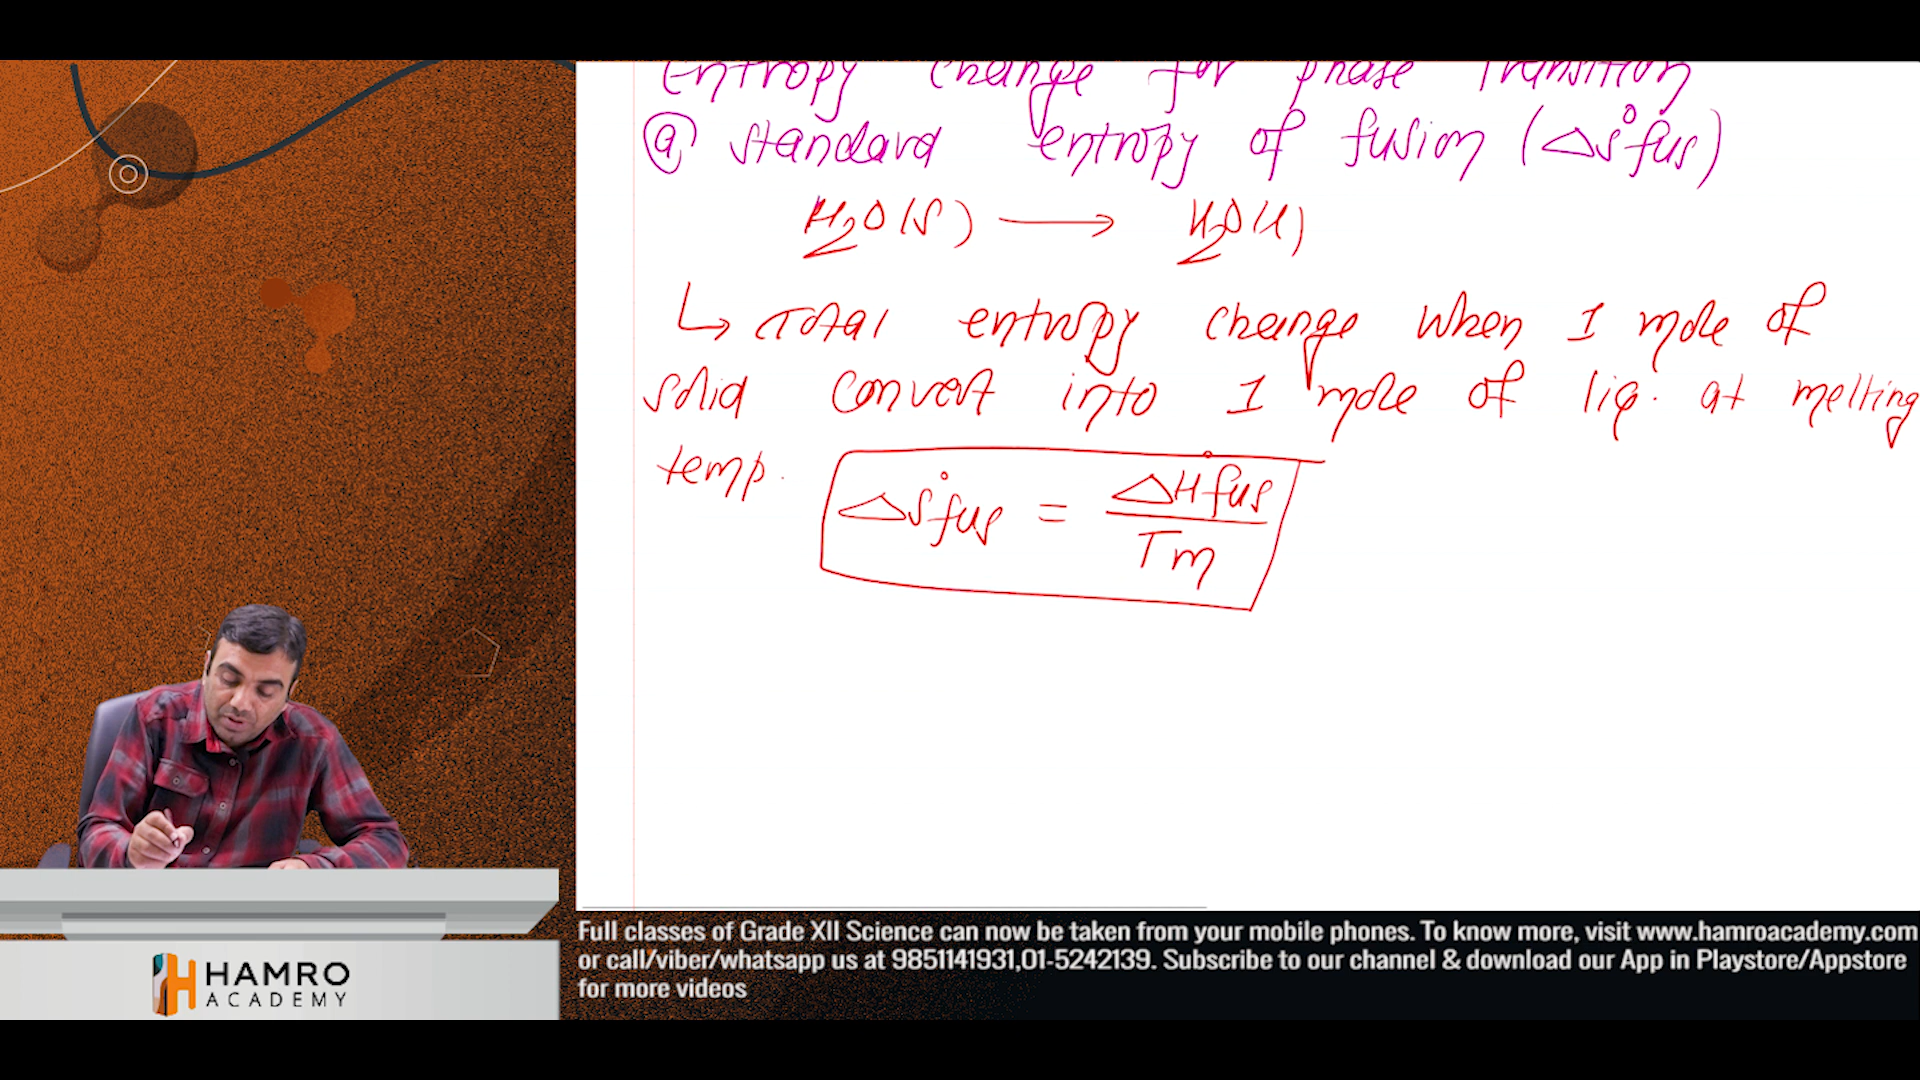 Entropy change for phase Transition
(a) standard entropy of fusion (ΔS°fus)
H2O(s) → H2O(l)
↳ Total entropy change when 1 mole of
solid convert into 1 mole of liq. at melting
temp.
ΔS°fus = ΔH°fus / Tm
HAMRO
ACADEMY
Full classes of Grade XII Science can now be taken from your mobile phones. To know more, visit www.hamroacademy.com
or call/viber/whatsapp us at 9851141931,01-5242139. Subscribe to our channel & download our App in Playstore/Appstore
for more videos